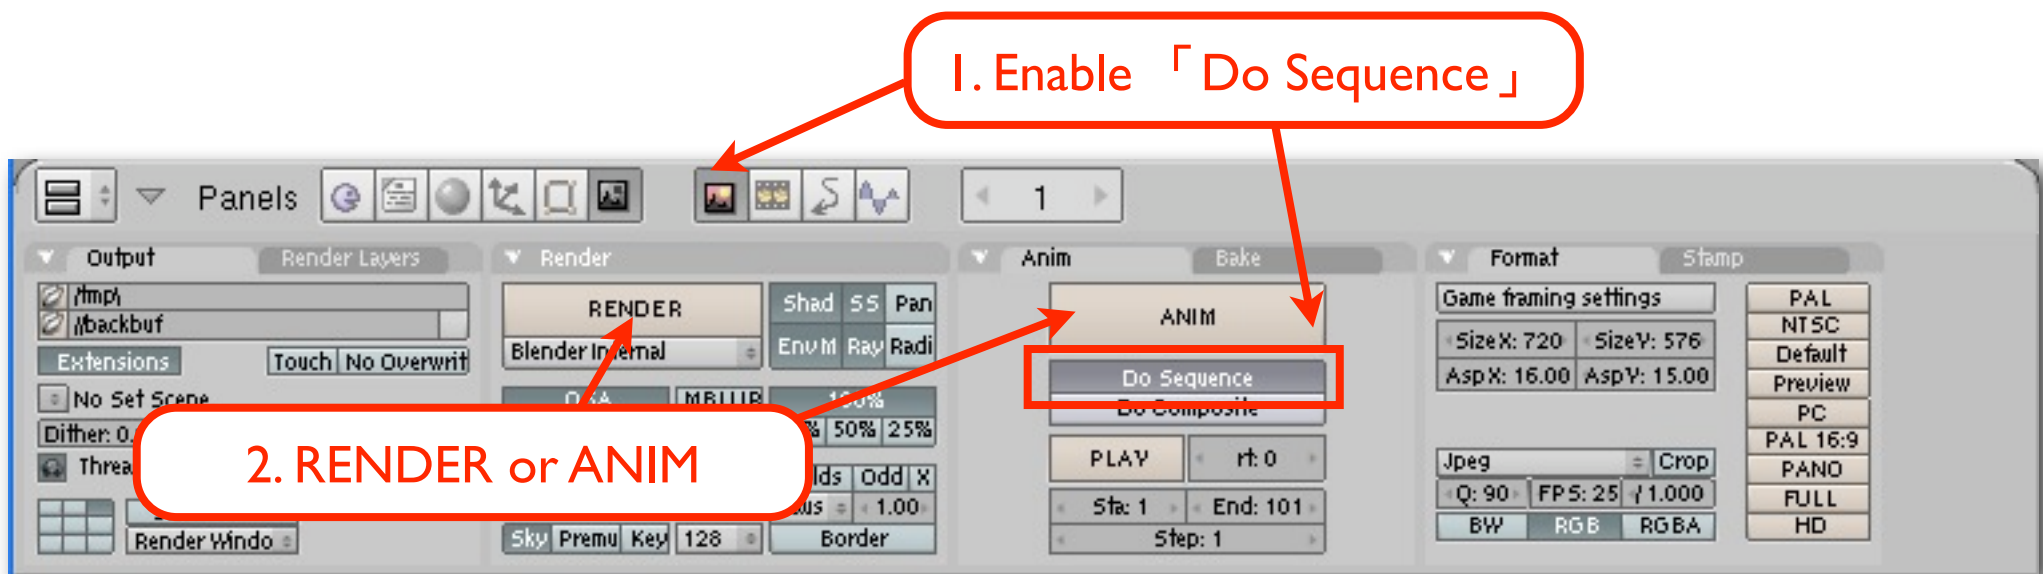 1. Enable 「Do Sequence」
Panels
1
Output
Render Layers
Render
Anim
Bake
Format
Stamp
/tmp\
//backbuf
Extensions
Touch
No Overwrit
No Set Scene
Dither: 0.
Threa
Render Windo
RENDER
Blender Internal
Shad
SS
Pan
EnvM
Ray
Radi
OSA
MBLUR
100%
50%
25%
2. RENDER or ANIM
Odd
X
1.00
Sky
Premu
Key
128
Border
ANIM
Do Sequence
Do Composite
PLAY
rt: 0
Sta: 1
End: 101
Step: 1
Game framing settings
SizeX: 720
SizeY: 576
AspX: 16.00
AspY: 15.00
Jpeg
Crop
Q: 90
FPS: 25
/ 1.000
BW
RGB
RGBA
PAL
NTSC
Default
Preview
PC
PAL 16:9
PANO
FULL
HD